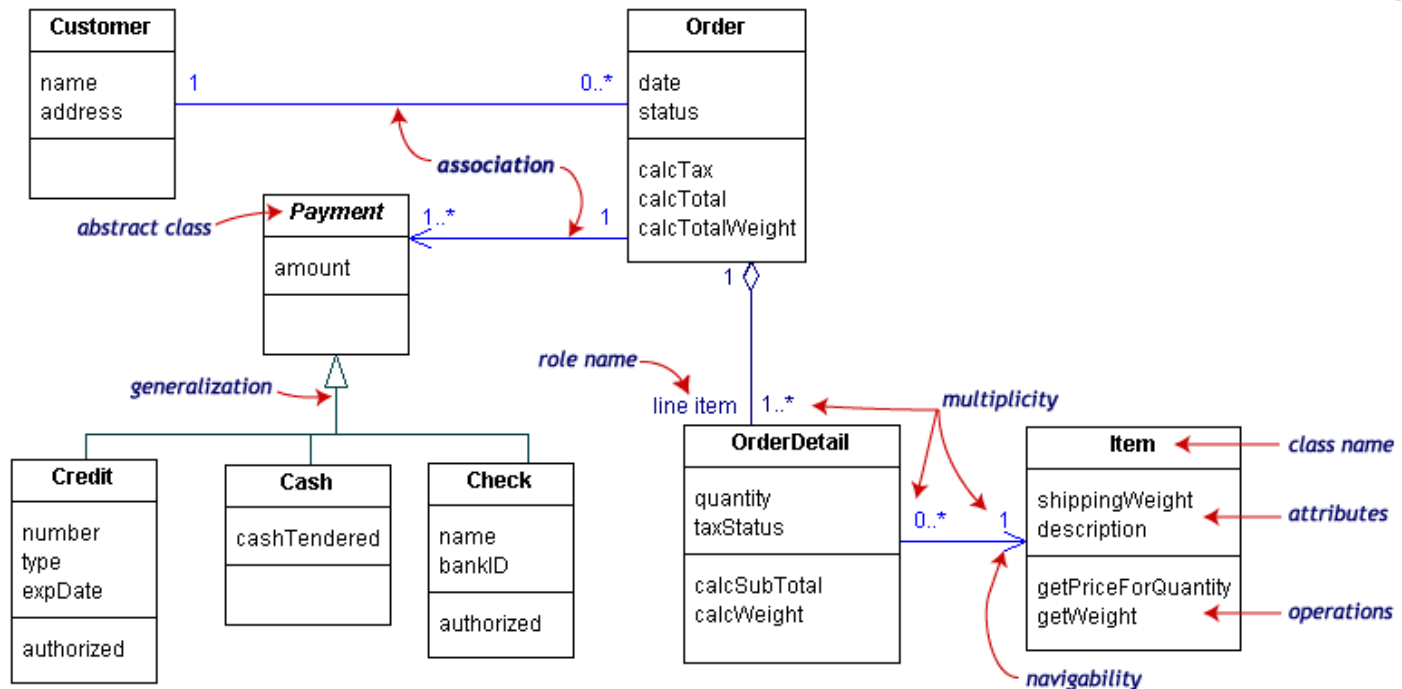 Customer
name
address
1
0..*
Order
date
status
calcTax
calcTotal
calcTotalWeight
association
abstract class
Payment
amount
1..*
1
1
generalization
role name
line item
1..*
multiplicity
Credit
number
type
expDate
authorized
Cash
cashTendered
Check
name
bankID
authorized
OrderDetail
quantity
taxStatus
calcSubTotal
calcWeight
0..*
1
Item
shippingWeight
description
getPriceForQuantity
getWeight
class name
attributes
operations
navigability